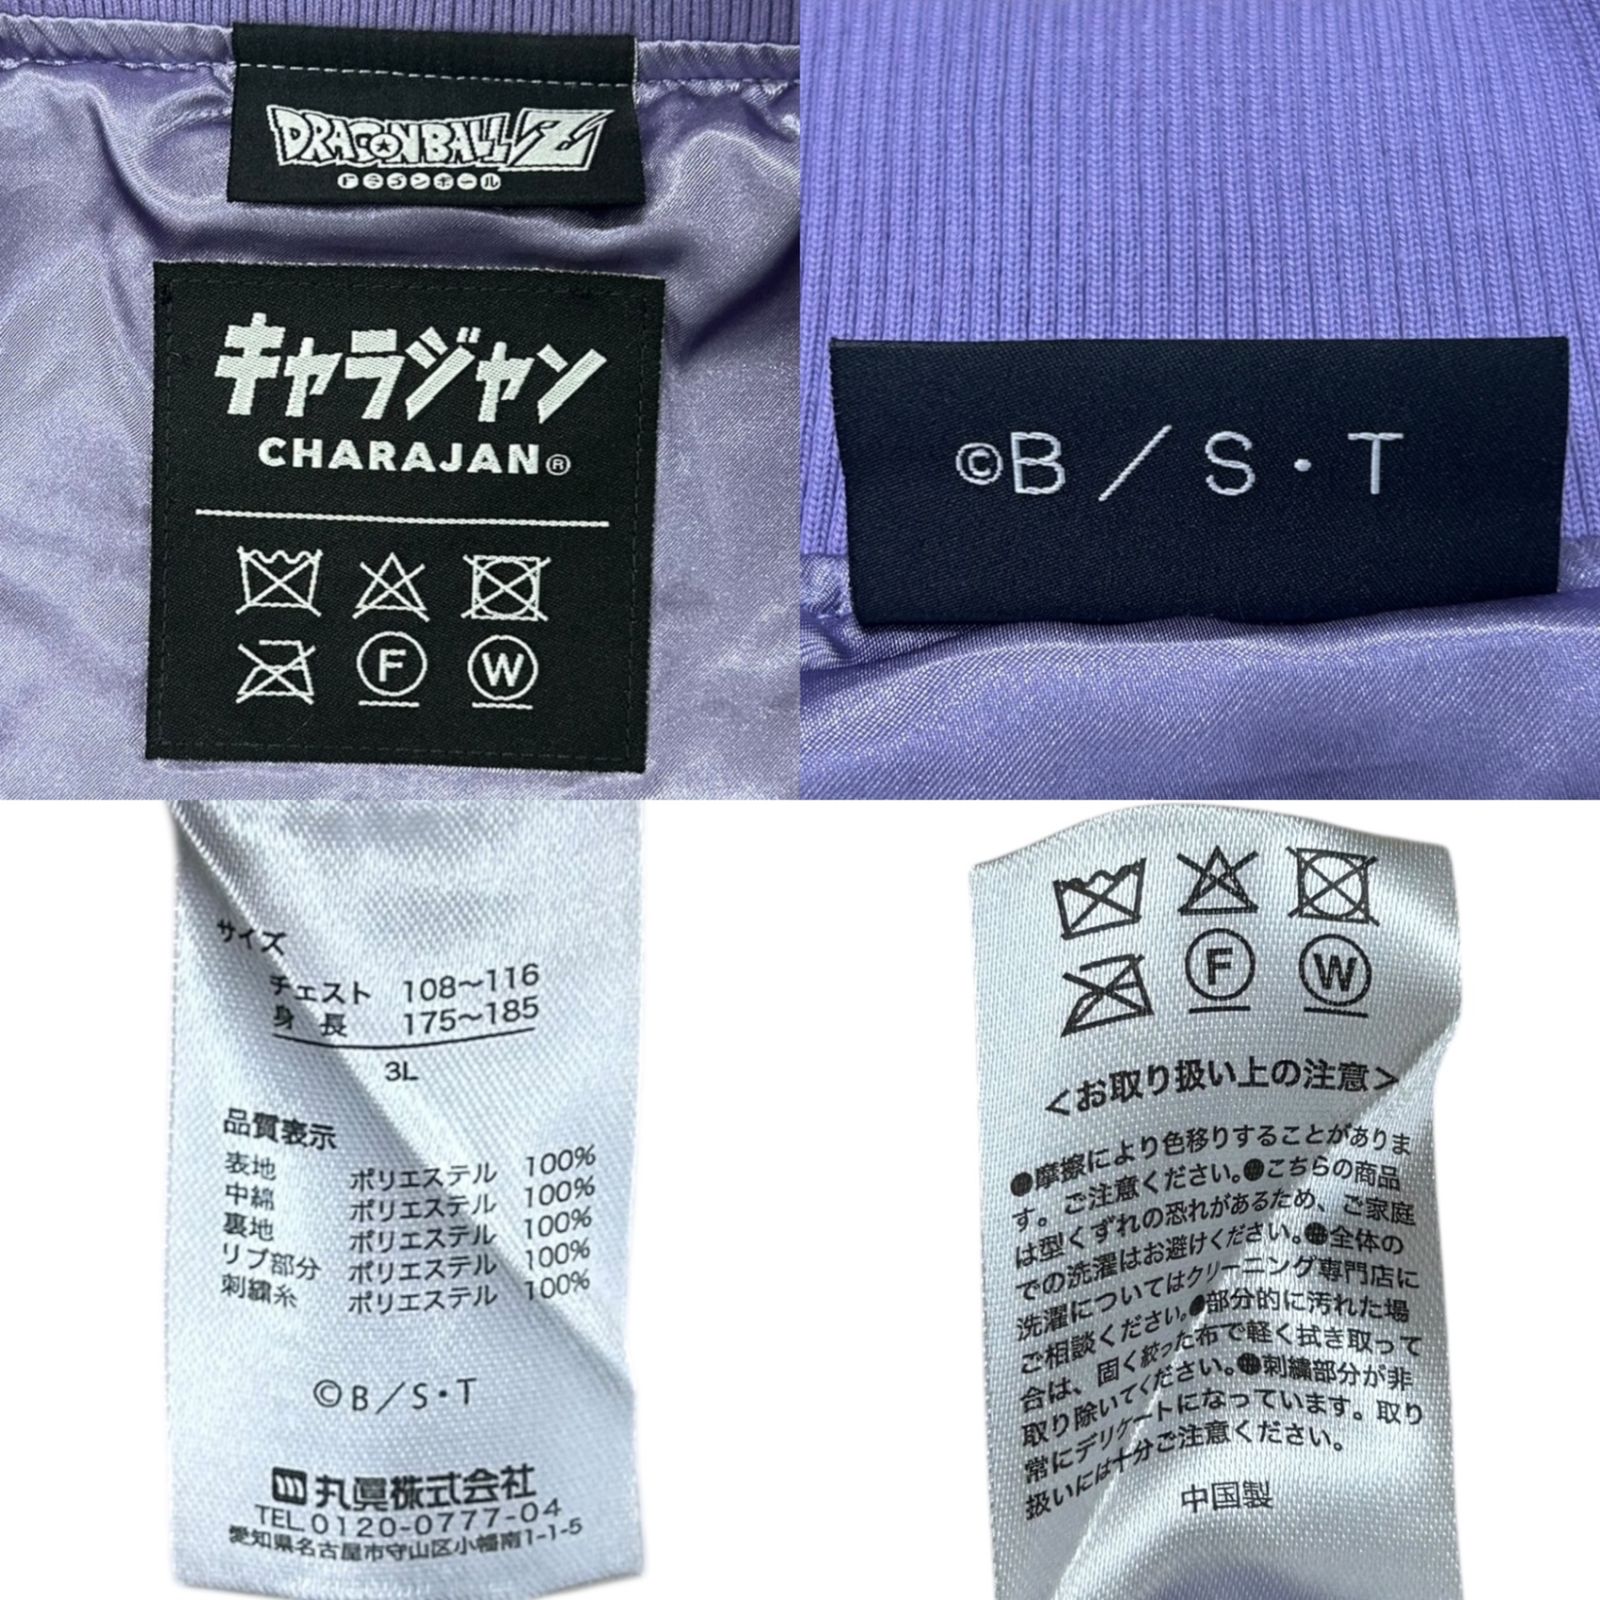 DRAGONBALL Z
ドラゴンボール
キャラジャン
CHARAJAN®
F W
©B／S・T
サイズ
チェスト 108〜116
身長 175〜185
3L
品質表示
表地 ポリエステル 100%
中綿 ポリエステル 100%
裏地 ポリエステル 100%
リブ部分 ポリエステル 100%
刺繍糸 ポリエステル 100%
©B／S・T
丸眞株式会社
TEL 0120-0777-04
愛知県名古屋市守山区小幡南1-1-5
F W
＜お取り扱い上の注意＞
●摩擦により色移りすることがありま
す。ご注意ください。●こちらの商品
は型くずれの恐れがあるため、ご家庭
での洗濯はお避けください。●全体の
洗濯についてはクリーニング専門店に
ご相談ください。●部分的に汚れた場
合は、固く絞った布で軽く拭き取って
取り除いてください。●刺繍部分が非
常にデリケートになっています。取り
扱いには十分ご注意ください。
中国製